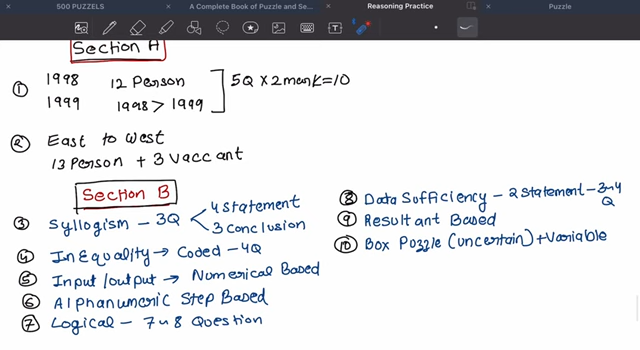 500 PUZZLES
A Complete Book of Puzzle and Se...
Reasoning Practice
Puzzle
Section A
① 1998 12 Person
1999 1998 > 1999
5Q × 2 mark = 10
② East to West
13 Person + 3 Vaccant
Section B
③ Syllogism - 3Q
4 statement
3 Conclusion
④ InEquality → Coded - 4Q
⑤ Input/output → Numerical Based
⑥ Alphanumeric Step Based
⑦ Logical - 7 ~ 8 Question
⑧ Data Sufficiency - 2 Statement - 3~4
Q
⑨ Resultant Based
⑩ Box Puzzle (uncertain) + Variable